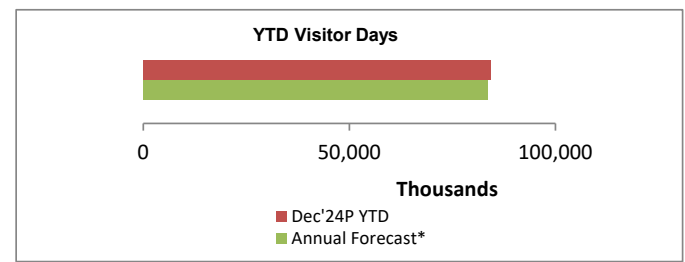 YTD Visitor Days
0 50,000 100,000
Thousands
Dec'24P YTD
Annual Forecast*